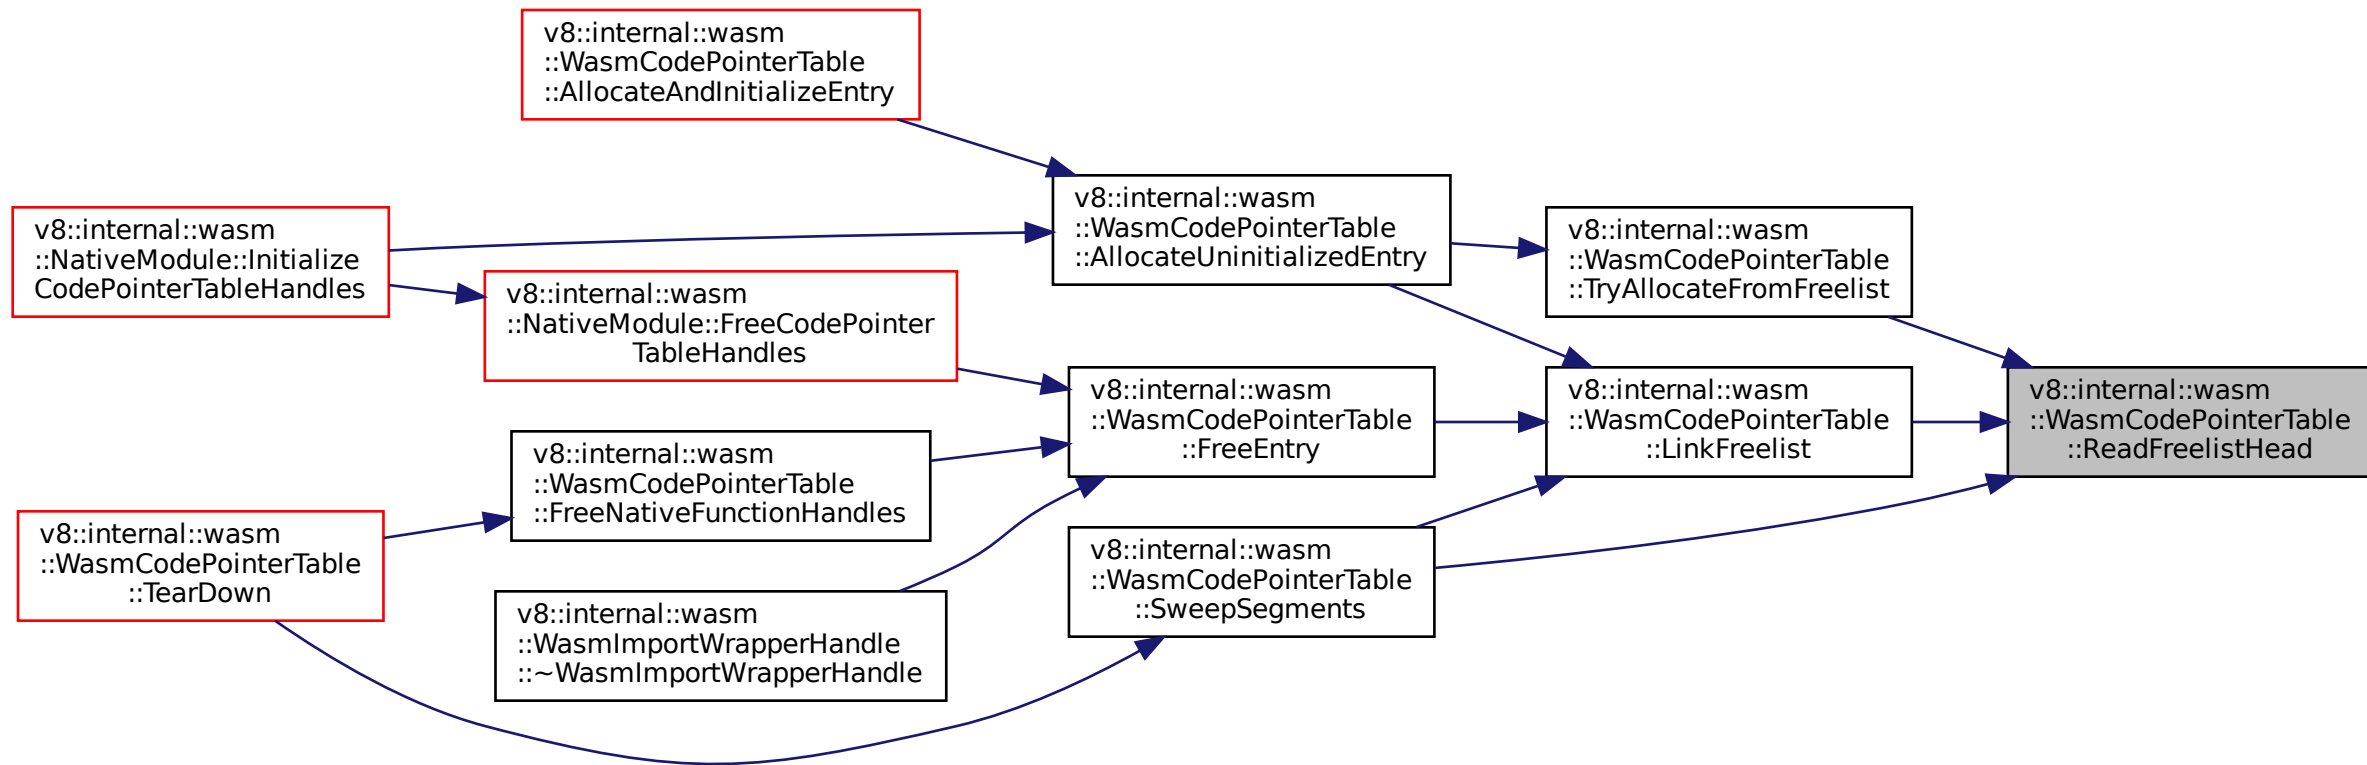 v8::internal::wasm
::WasmCodePointerTable
::AllocateAndInitializeEntry
v8::internal::wasm
::NativeModule::Initialize
CodePointerTableHandles
v8::internal::wasm
::NativeModule::FreeCodePointer
TableHandles
v8::internal::wasm
::WasmCodePointerTable
::AllocateUninitializedEntry
v8::internal::wasm
::WasmCodePointerTable
::TryAllocateFromFreelist
v8::internal::wasm
::WasmCodePointerTable
::FreeEntry
v8::internal::wasm
::WasmCodePointerTable
::LinkFreelist
v8::internal::wasm
::WasmCodePointerTable
::ReadFreelistHead
v8::internal::wasm
::WasmCodePointerTable
::FreeNativeFunctionHandles
v8::internal::wasm
::WasmCodePointerTable
::TearDown
v8::internal::wasm
::WasmImportWrapperHandle
::~WasmImportWrapperHandle
v8::internal::wasm
::WasmCodePointerTable
::SweepSegments